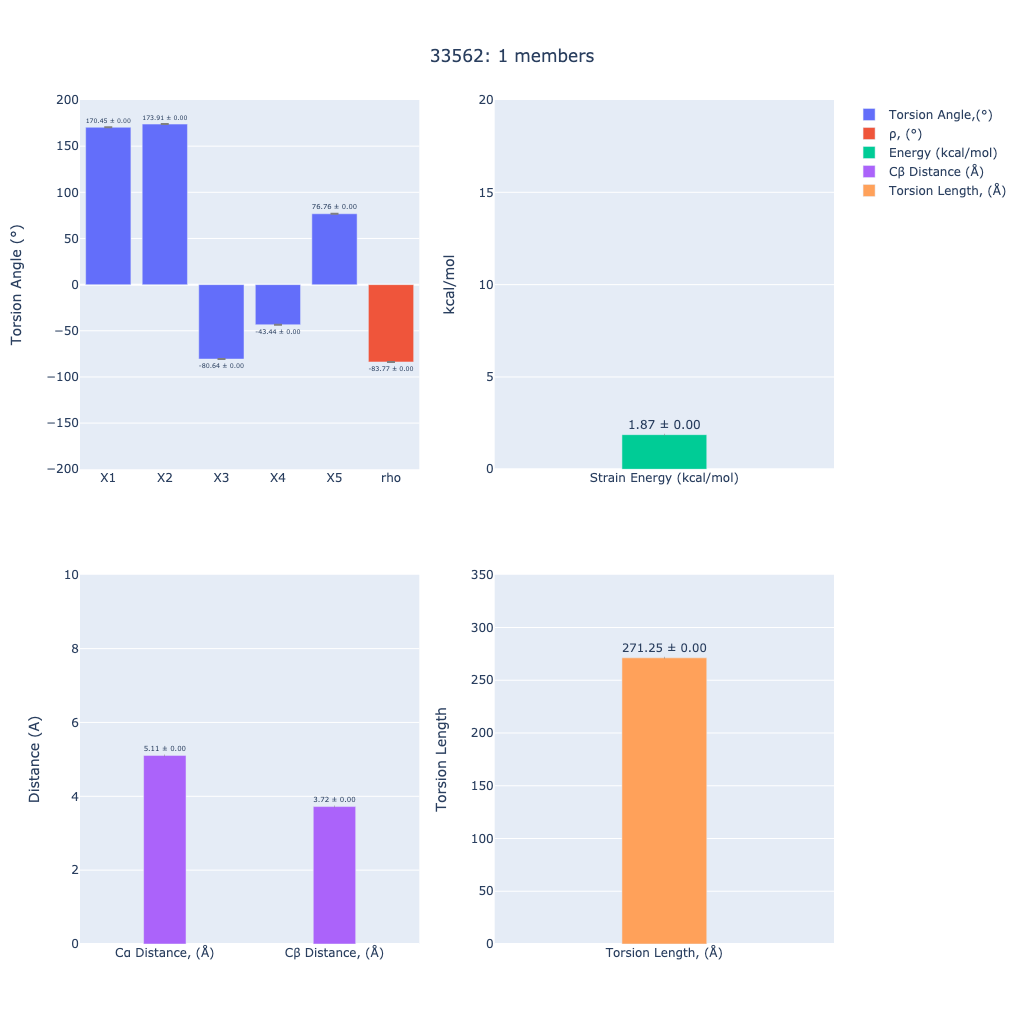 33562: 1 members
Torsion Angle (°)
200
150
100
50
0
−50
−100
−150
−200
170.45 ± 0.00
173.91 ± 0.00
-80.64 ± 0.00
-43.44 ± 0.00
76.76 ± 0.00
-83.77 ± 0.00
X1 X2 X3 X4 X5 rho
kcal/mol
20
15
10
5
0
1.87 ± 0.00
Strain Energy (kcal/mol)
Torsion Angle,(°)
ρ, (°)
Energy (kcal/mol)
Cβ Distance (Å)
Torsion Length, (Å)
Distance (A)
10
8
6
4
2
0
5.11 ± 0.00
3.72 ± 0.00
Cα Distance, (Å) Cβ Distance, (Å)
Torsion Length
350
300
250
200
150
100
50
0
271.25 ± 0.00
Torsion Length, (Å)